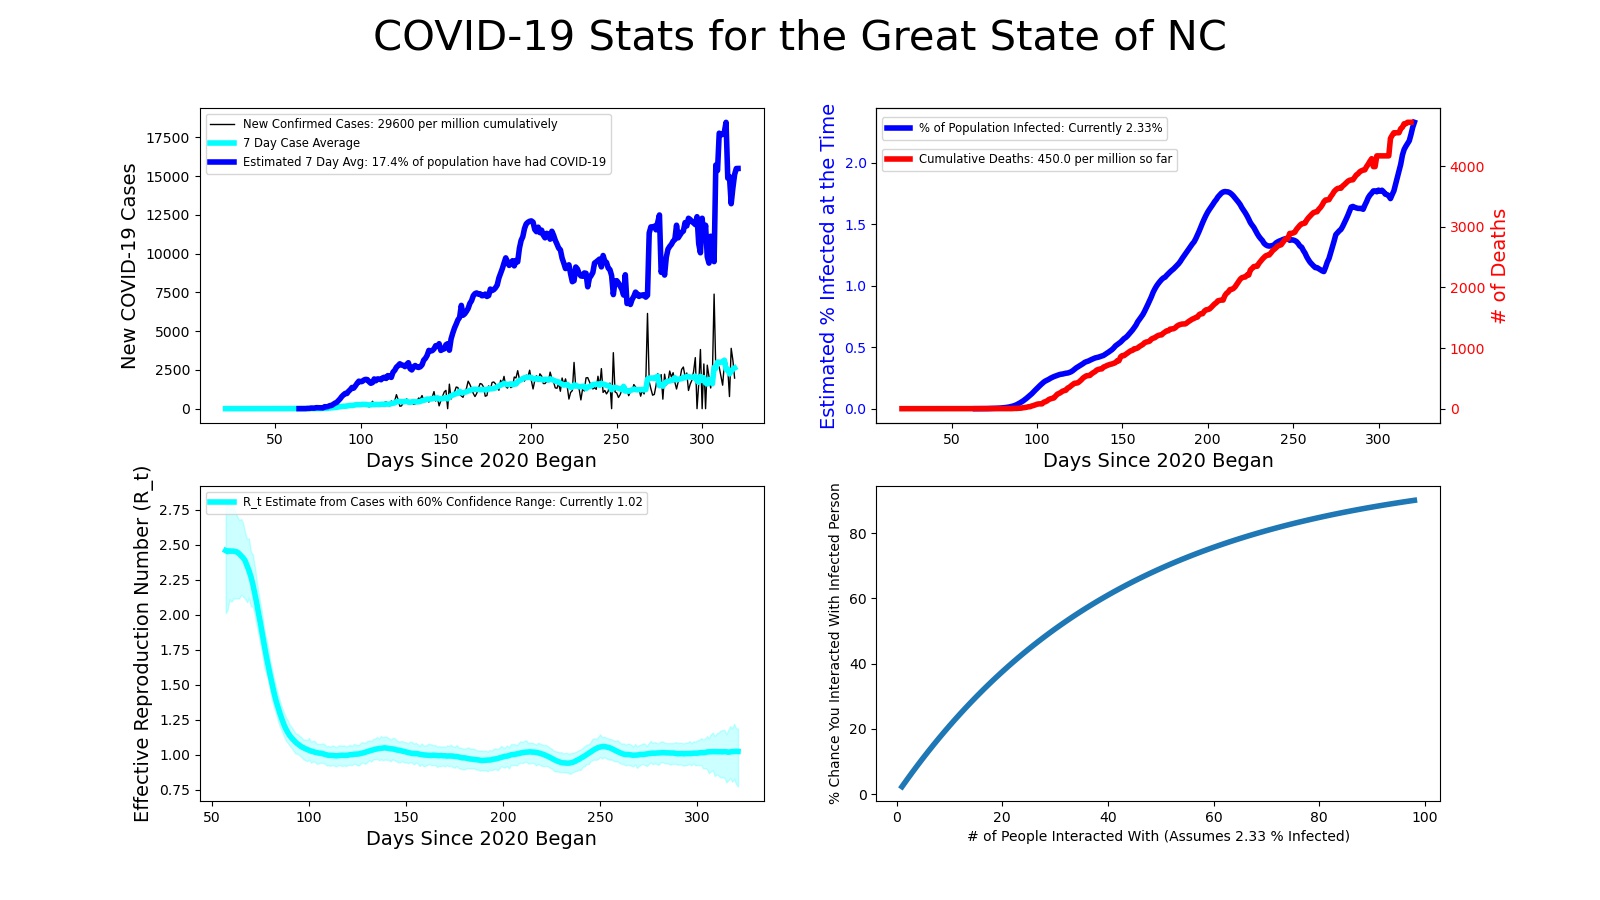 COVID-19 Stats for the Great State of NC
New COVID-19 Cases
17500
15000
12500
10000
7500
5000
2500
0
New Confirmed Cases: 29600 per million cumulatively
7 Day Case Average
Estimated 7 Day Avg: 17.4% of population have had COVID-19
50 100 150 200 250 300
Days Since 2020 Began
Estimated % Infected at the Time
2.0
1.5
1.0
0.5
0.0
% of Population Infected: Currently 2.33%
Cumulative Deaths: 450.0 per million so far
4000
3000
2000
1000
0
# of Deaths
50 100 150 200 250 300
Days Since 2020 Began
Effective Reproduction Number (R_t)
2.75
2.50
2.25
2.00
1.75
1.50
1.25
1.00
0.75
R_t Estimate from Cases with 60% Confidence Range: Currently 1.02
50 100 150 200 250 300
Days Since 2020 Began
% Chance You Interacted With Infected Person
80
60
40
20
0
0 20 40 60 80 100
# of People Interacted With (Assumes 2.33 % Infected)